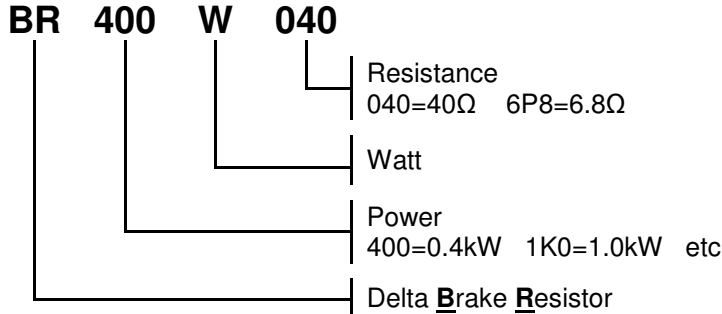 BR 400 W 040
Resistance
040=40Ω 6P8=6.8Ω
Watt
Power
400=0.4kW 1K0=1.0kW etc
Delta Brake Resistor